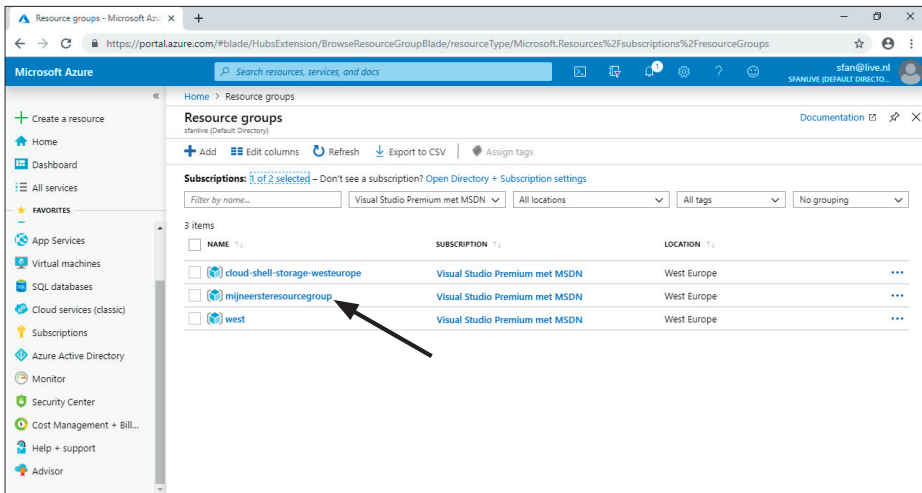 Resource groups - Microsoft Azu
https://portal.azure.com/#blade/HubsExtension/BrowseResourceGroupBlade/resourceType/Microsoft.Resources%2Fsubscriptions%2FresourceGroups
Microsoft Azure
Search resources, services, and docs
1
sfan@live.nl
SFANLIVE (DEFAULT DIRECTO...
Create a resource
Home
Dashboard
All services
FAVORITES
App Services
Virtual machines
SQL databases
Cloud services (classic)
Subscriptions
Azure Active Directory
Monitor
Security Center
Cost Management + Bill...
Help + support
Advisor
Home > Resource groups
Resource groups
sfanlive (Default Directory)
Documentation
Add Edit columns Refresh Export to CSV Assign tags
Subscriptions: 1 of 2 selected – Don't see a subscription? Open Directory + Subscription settings
Filter by name... Visual Studio Premium met MSDN All locations All tags No grouping
3 items
NAME SUBSCRIPTION LOCATION
cloud-shell-storage-westeurope Visual Studio Premium met MSDN West Europe
mijneersteresourcegroup Visual Studio Premium met MSDN West Europe
west Visual Studio Premium met MSDN West Europe